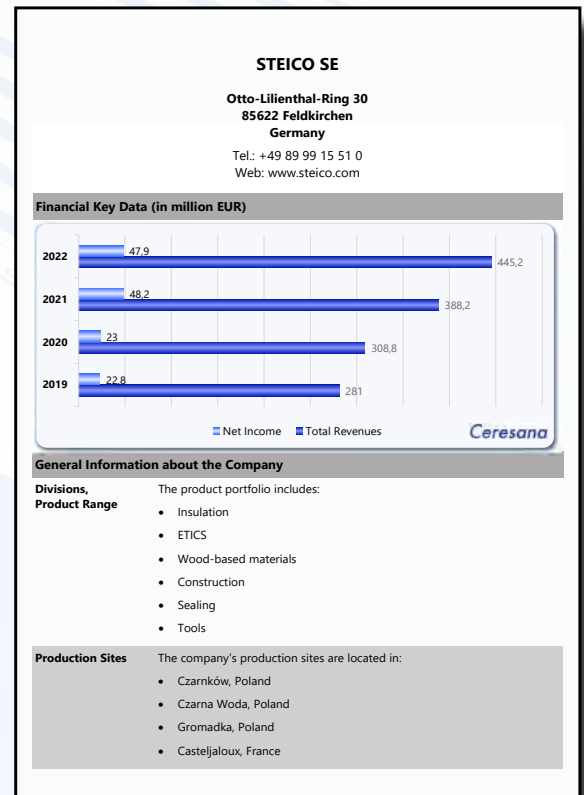 STEICO SE
Otto-Lilienthal-Ring 30
85622 Feldkirchen
Germany
Tel.: +49 89 99 15 51 0
Web: www.steico.com
Financial Key Data (in million EUR)
2022
47,9
445,2
2021
48,2
388,2
2020
23
308,8
2019
22,8
281
Net Income Total Revenues
Ceresana
General Information about the Company
Divisions, The product portfolio includes:
Product Range
• Insulation
• ETICS
• Wood-based materials
• Construction
• Sealing
• Tools
Production Sites The company's production sites are located in:
• Czarnków, Poland
• Czarna Woda, Poland
• Gromadka, Poland
• Casteljaloux, France